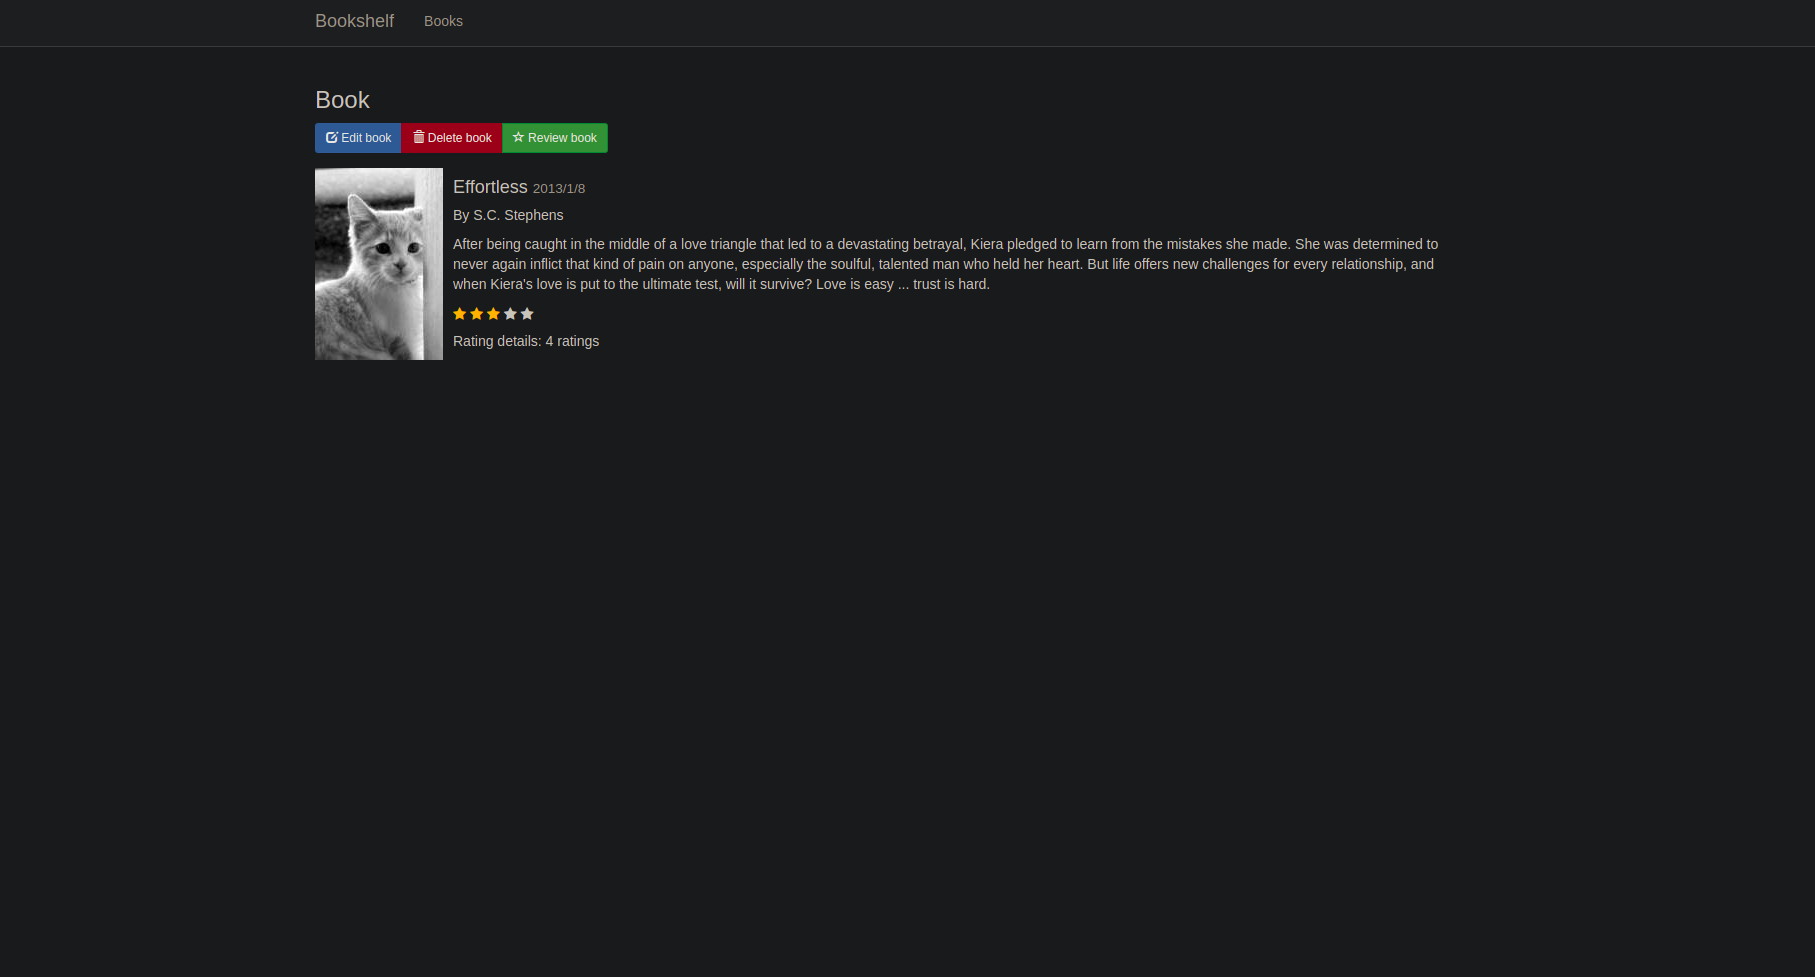 Bookshelf Books
Book
Edit book Delete book Review book
Effortless 2013/1/8
By S.C. Stephens
After being caught in the middle of a love triangle that led to a devastating betrayal, Kiera pledged to learn from the mistakes she made. She was determined to
never again inflict that kind of pain on anyone, especially the soulful, talented man who held her heart. But life offers new challenges for every relationship, and
when Kiera's love is put to the ultimate test, will it survive? Love is easy ... trust is hard.
Rating details: 4 ratings